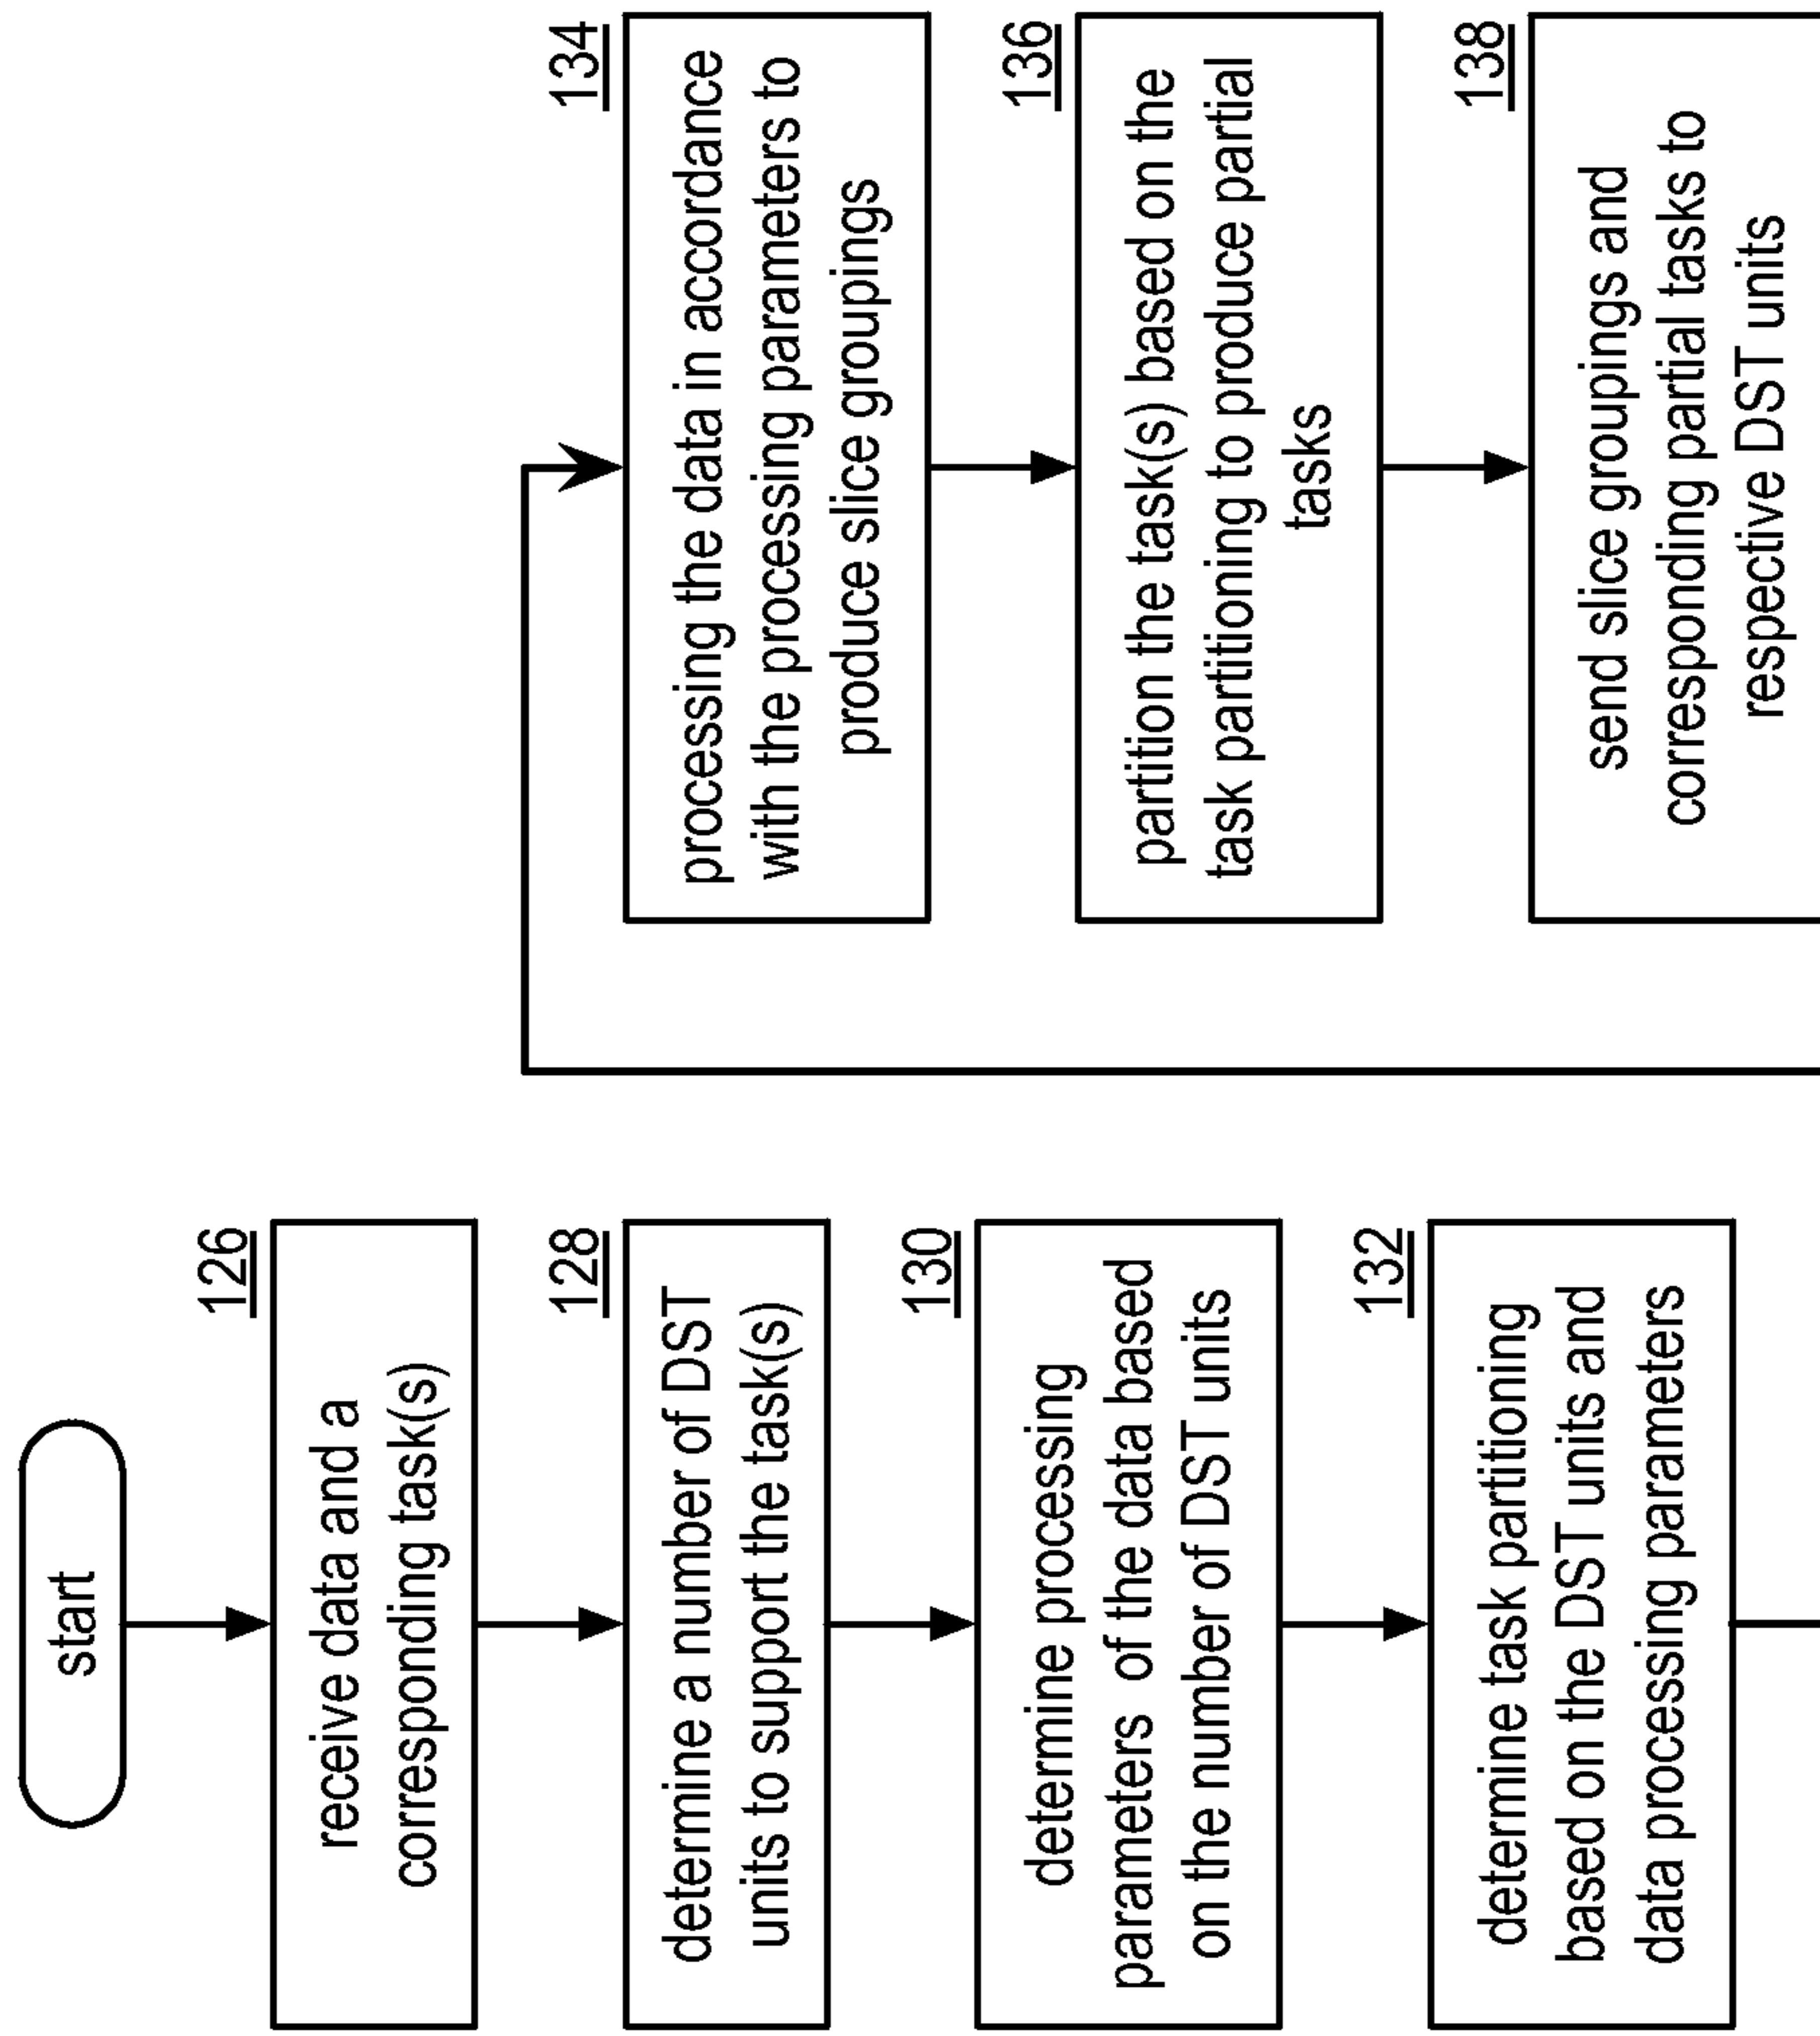 start
126
receive data and a
corresponding task(s)
128
determine a number of DST
units to support the task(s)
130
determine processing
parameters of the data based
on the number of DST units
132
determine task partitioning
based on the DST units and
data processing parameters
134
processing the data in accordance
with the processing parameters to
produce slice groupings
136
partition the task(s) based on the
task partitioning to produce partial
tasks
138
send slice groupings and
corresponding partial tasks to
respective DST units